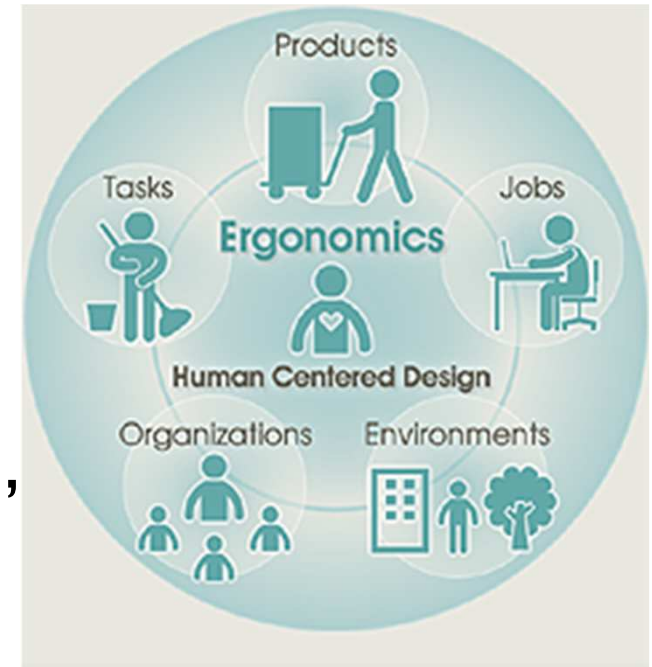 Products
Tasks
Jobs
Ergonomics
Human Centered Design
Organizations
Environments
,